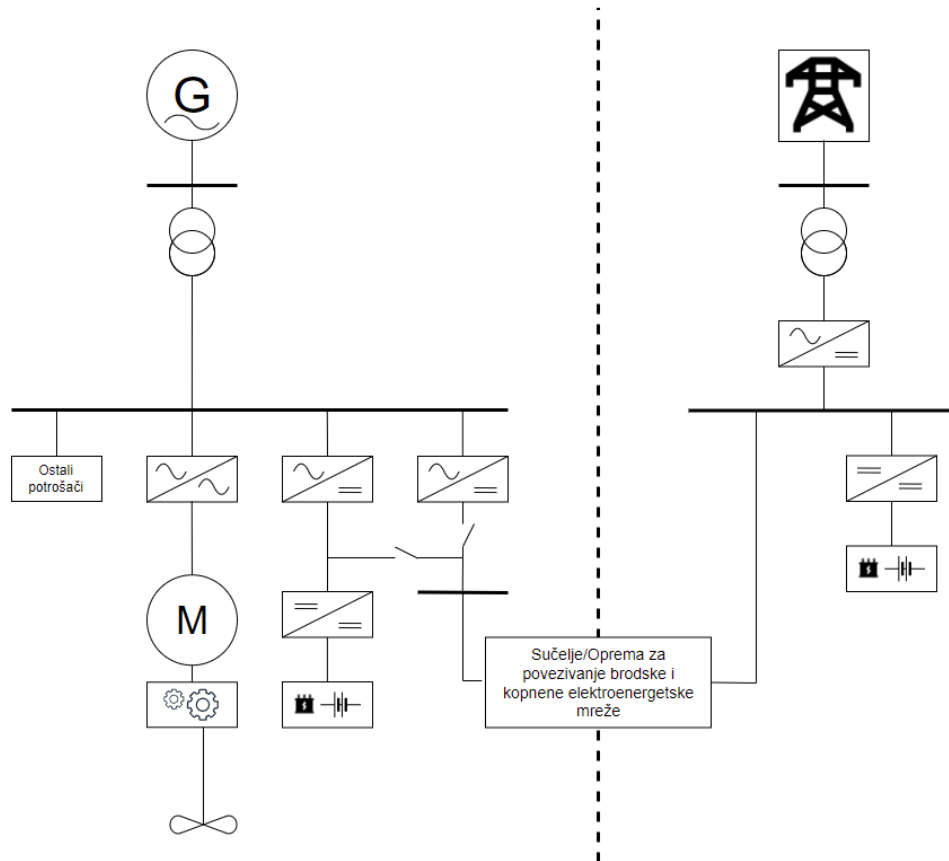 G
Ostali
potrošači
M
Sučelje/Oprema za
povezivanje brodske i
kopnene elektroenergetske
mreže